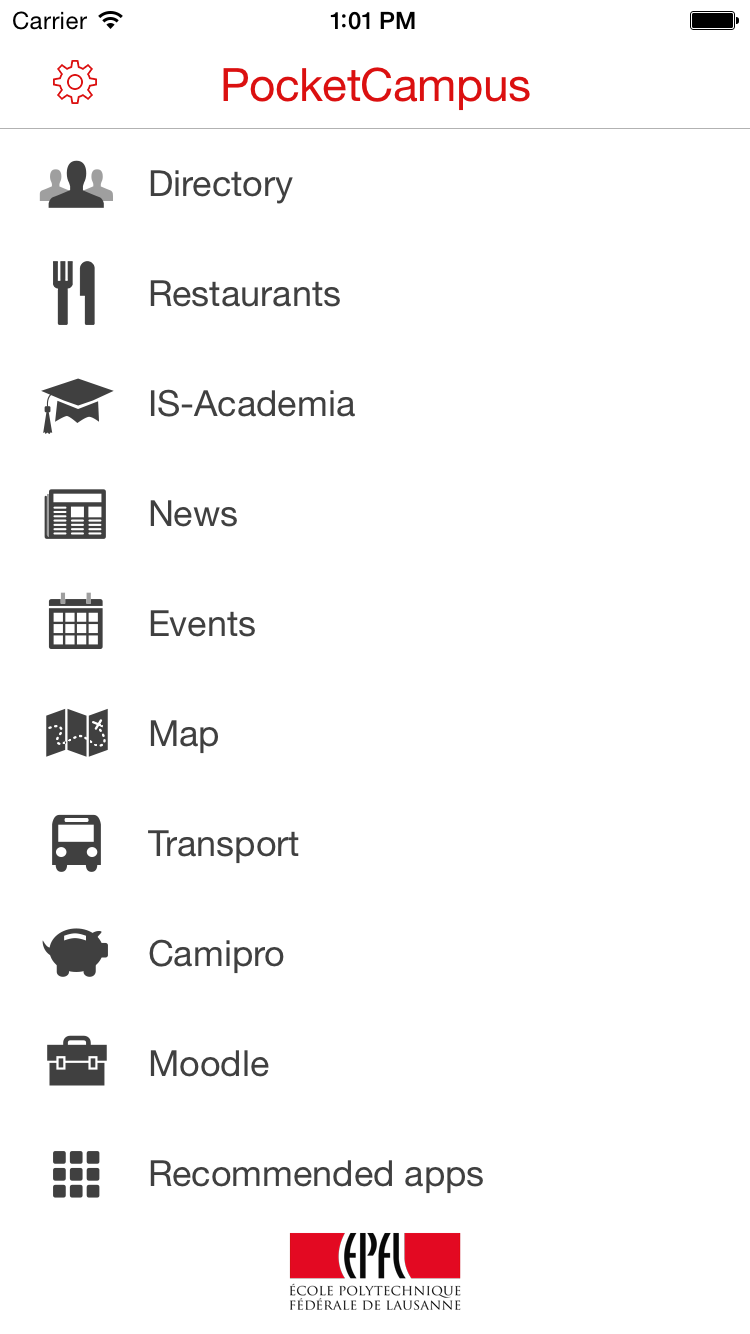 Carrier 1:01 PM
PocketCampus
Directory
Restaurants
IS-Academia
News
Events
Map
Transport
Camipro
Moodle
Recommended apps
EPFL
ÉCOLE POLYTECHNIQUE
FÉDÉRALE DE LAUSANNE